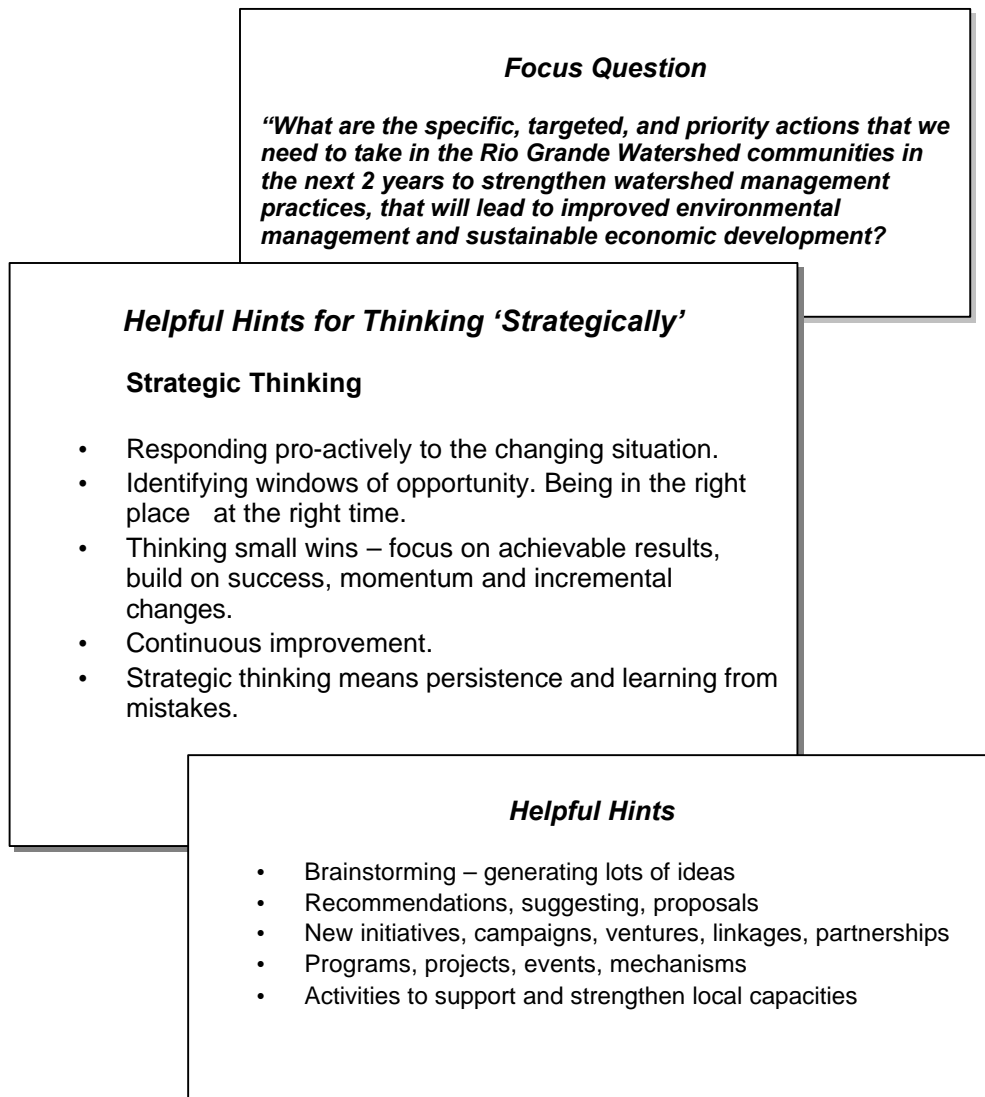 Focus Question
“What are the specific, targeted, and priority actions that we
need to take in the Rio Grande Watershed communities in
the next 2 years to strengthen watershed management
practices, that will lead to improved environmental
management and sustainable economic development?
Helpful Hints for Thinking ‘Strategically’
Strategic Thinking
• Responding pro-actively to the changing situation.
• Identifying windows of opportunity. Being in the right
place   at the right time.
• Thinking small wins – focus on achievable results,
build on success, momentum and incremental
changes.
• Continuous improvement.
• Strategic thinking means persistence and learning from
mistakes.
Helpful Hints
• Brainstorming – generating lots of ideas
• Recommendations, suggesting, proposals
• New initiatives, campaigns, ventures, linkages, partnerships
• Programs, projects, events, mechanisms
• Activities to support and strengthen local capacities